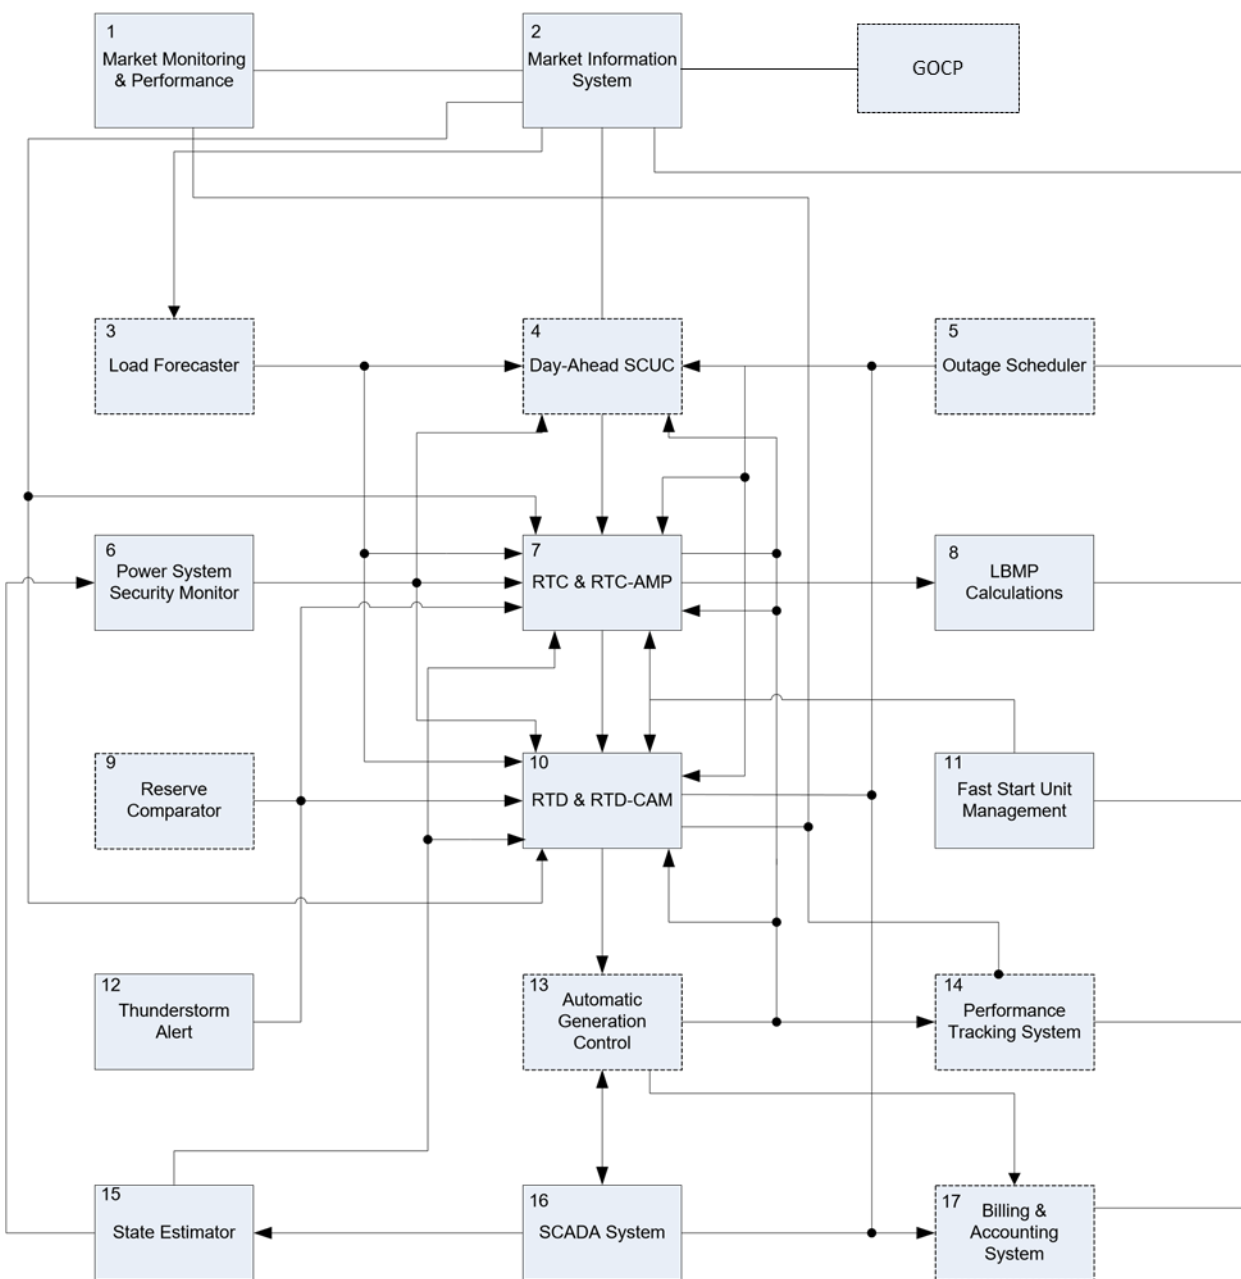 1
Market Monitoring
& Performance
2
Market Information
System
GOCP
3
Load Forecaster
4
Day-Ahead SCUC
5
Outage Scheduler
6
Power System
Security Monitor
7
RTC & RTC-AMP
8
LBMP
Calculations
9
Reserve
Comparator
10
RTD & RTD-CAM
11
Fast Start Unit
Management
12
Thunderstorm
Alert
13
Automatic
Generation
Control
14
Performance
Tracking System
15
State Estimator
16
SCADA System
17
Billing &
Accounting
System